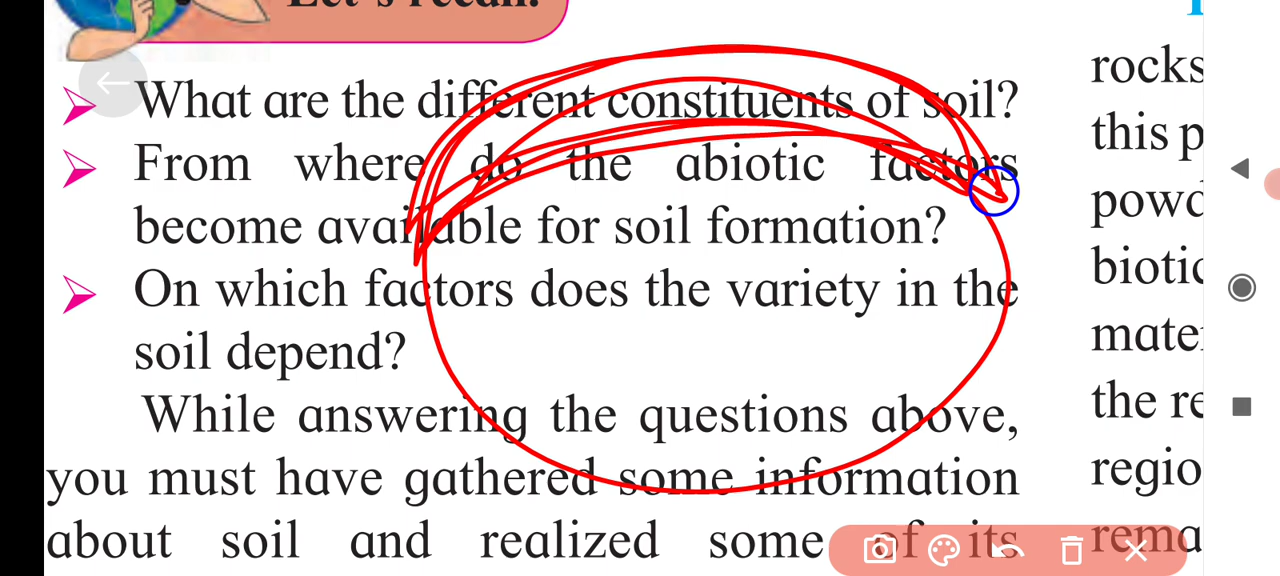 Let's recall.
What are the different constituents of soil?
From where do the abiotic factors
become available for soil formation?
On which factors does the variety in the
soil depend?
While answering the questions above,
you must have gathered some information
about soil and realized some of its
rocks
this p
powd
biotic
mate
the re
regio
rema